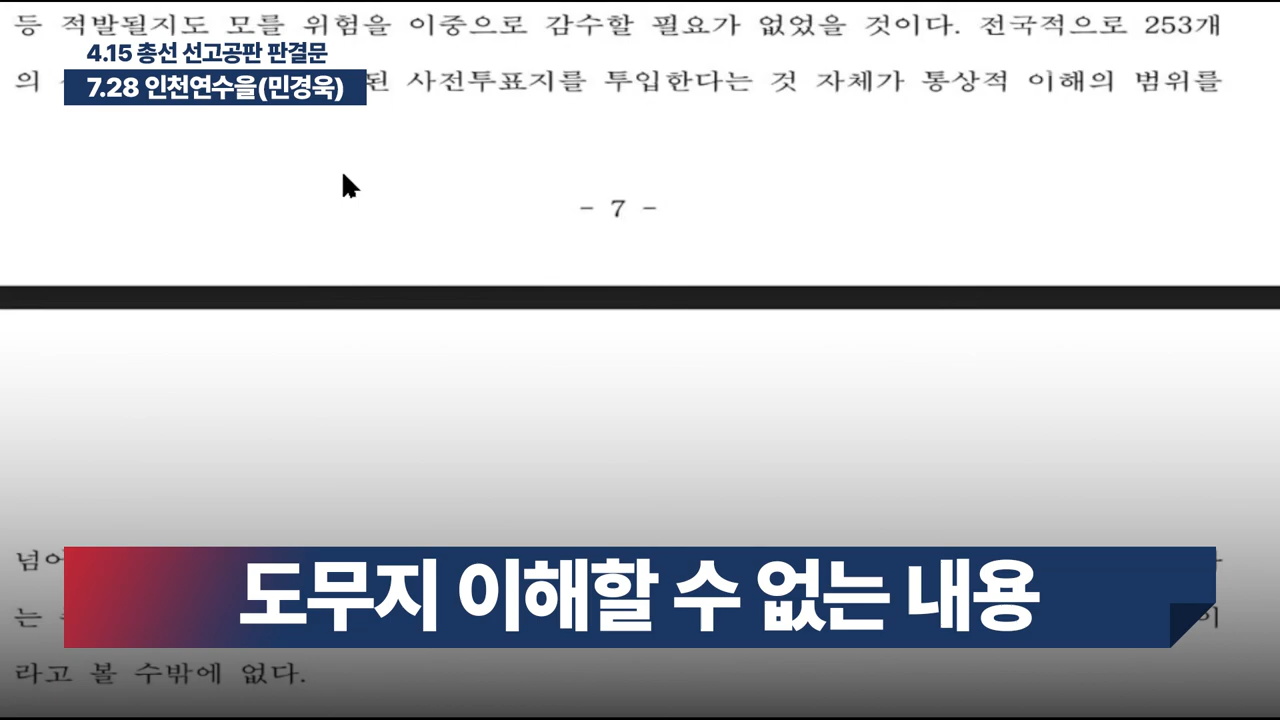 등 적발될지도 모를 위험을 이중으로 감수할 필요가 없었을 것이다. 전국적으로 253개
4.15 총선 선고공판 판결문
7.28 인천연수을(민경욱)
의 된 사전투표지를 투입한다는 것 자체가 통상적 이해의 범위를
- 7 -
도무지 이해할 수 없는 내용
는
라고 볼 수밖에 없다.